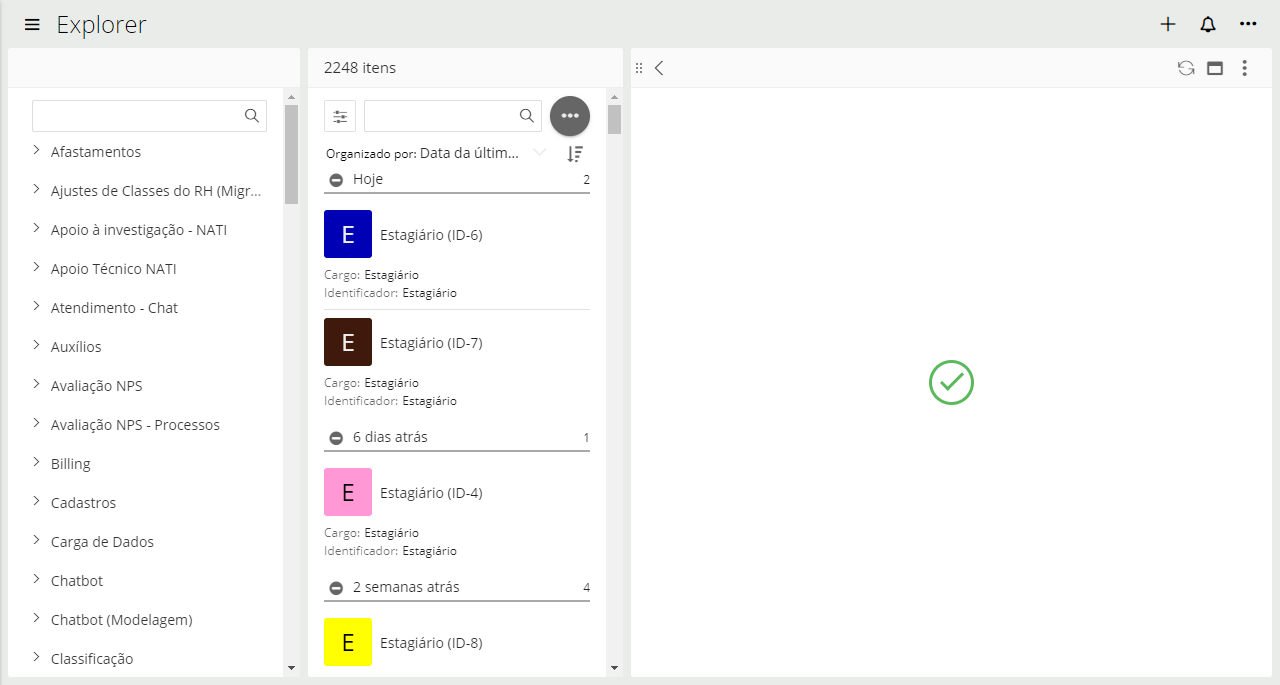 Explorer
2248 itens
Afastamentos
Ajustes de Classes do RH (Migr...
Apoio à investigação - NATI
Apoio Técnico NATI
Atendimento - Chat
Auxílios
Avaliação NPS
Avaliação NPS - Processos
Billing
Cadastros
Carga de Dados
Chatbot
Chatbot (Modelagem)
Classificação
Organizado por: Data da últim...
Hoje 2
E Estagiário (ID-6)
Cargo: Estagiário
Identificador: Estagiário
E Estagiário (ID-7)
Cargo: Estagiário
Identificador: Estagiário
6 dias atrás 1
E Estagiário (ID-4)
Cargo: Estagiário
Identificador: Estagiário
2 semanas atrás 4
E Estagiário (ID-8)